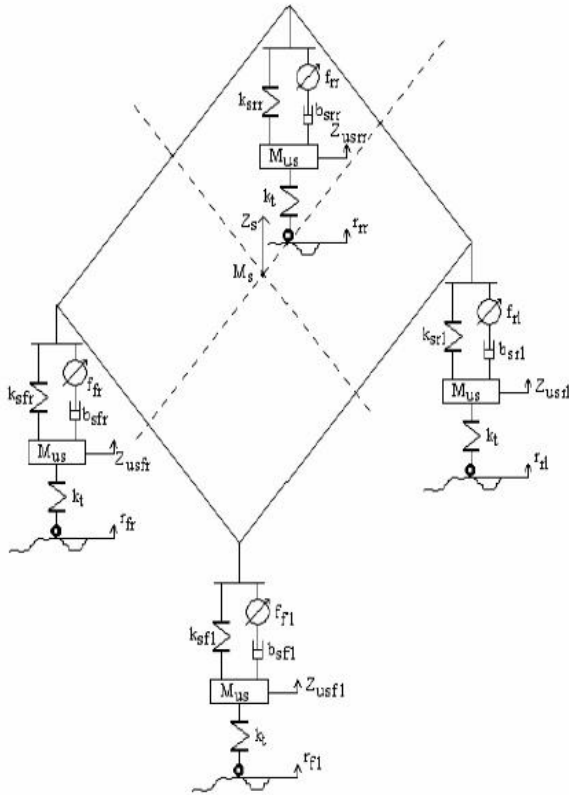 f_rr
k_srr
b_srr
Z_usrr
M_us
k_t
Z_s
r_rr
M_s
f_rl
k_srl
b_srl
M_us
Z_usrl
k_t
r_rl
f_fr
k_sfr
b_sfr
M_us
Z_usfr
k_t
r_fr
f_fl
k_sfl
b_sfl
M_us
Z_usfl
k_t
r_fl